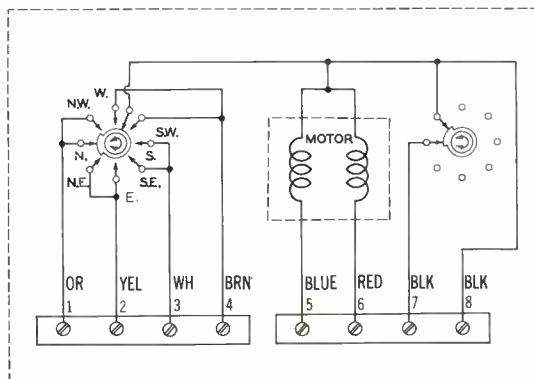 W.
N.W.
S.W.
MOTOR
N.
S.
N.E.
S.E.
E.
OR YEL WH BRN BLUE RED BLK BLK
1 2 3 4 5 6 7 8